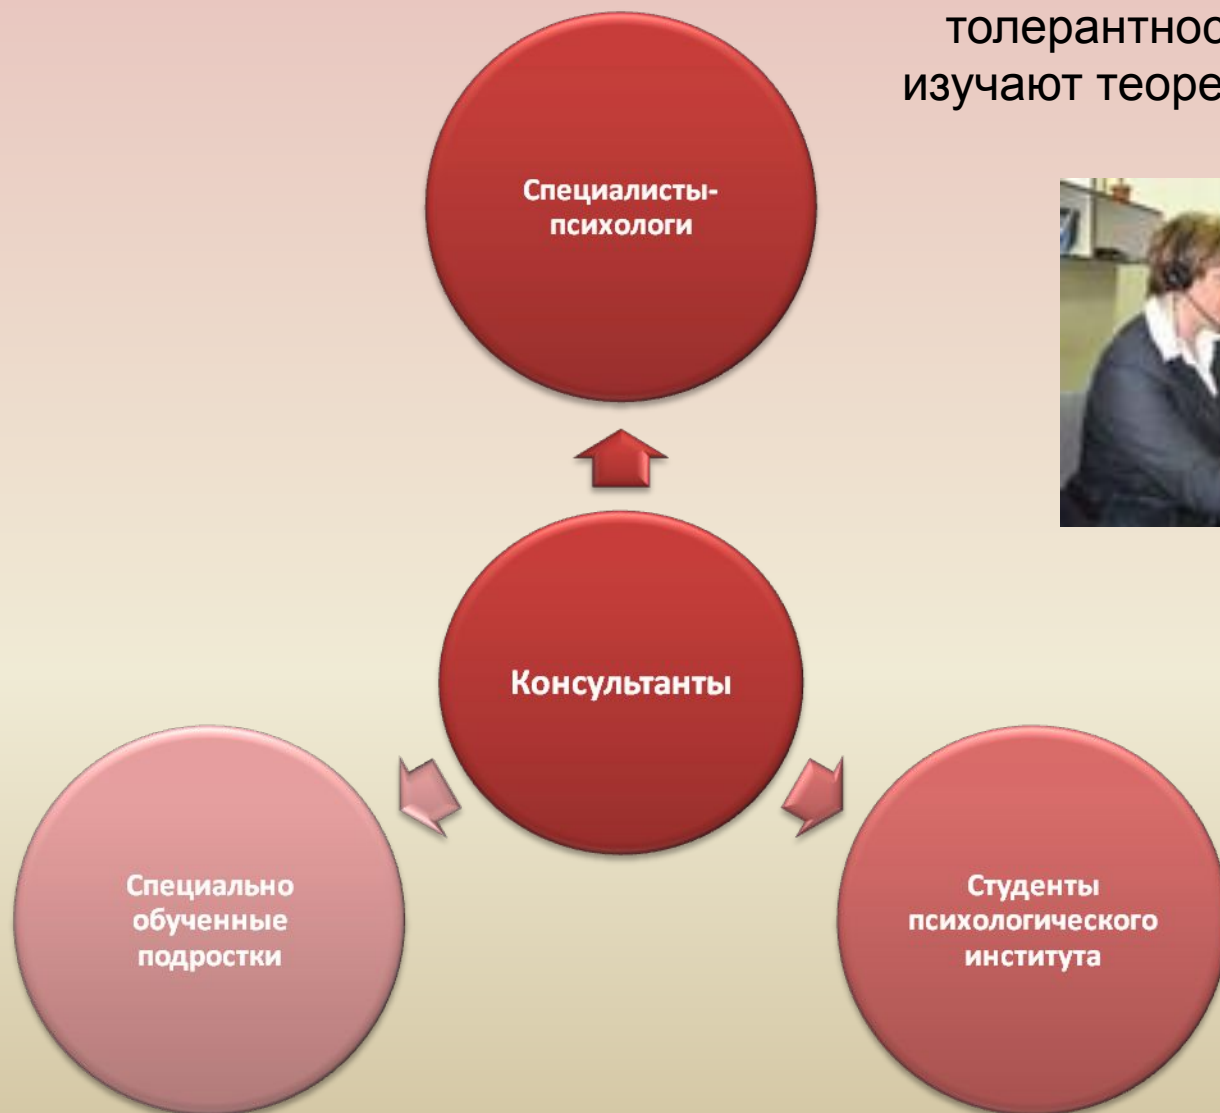 толерантнос
изучают теоре
Специалисты-
психологи
Консультанты
Специально
обученные
подростки
Студенты
психологического
института